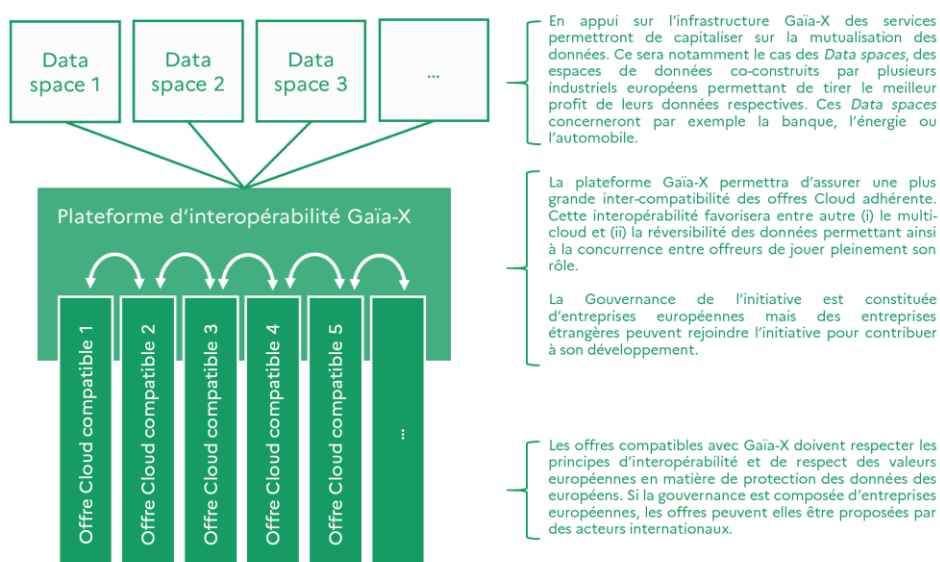 Data
space 1
Data
space 2
Data
space 3
...
En appui sur l'infrastructure Gaïa-X des services
permettront de capitaliser sur la mutualisation des
données. Ce sera notamment le cas des Data spaces, des
espaces de données co-construits par plusieurs
industriels européens permettant de tirer le meilleur
profit de leurs données respectives. Ces Data spaces
concerneront par exemple la banque, l'énergie ou
l'automobile.
Plateforme d'interopérabilité Gaïa-X
La plateforme Gaïa-X permettra d'assurer une plus
grande inter-compatibilité des offres Cloud adhérente.
Cette interopérabilité favorisera entre autre (i) le multi-
cloud et (ii) la réversibilité des données permettant ainsi
à la concurrence entre offreurs de jouer pleinement son
rôle.
La Gouvernance de l'initiative est constituée
d'entreprises européennes mais des entreprises
étrangères peuvent rejoindre l'initiative pour contribuer
à son développement.
Offre Cloud compatible 1
Offre Cloud compatible 2
Offre Cloud compatible 3
Offre Cloud compatible 4
Offre Cloud compatible 5
...
Les offres compatibles avec Gaïa-X doivent respecter les
principes d'interopérabilité et de respect des valeurs
européennes en matière de protection des données des
européens. Si la gouvernance est composée d'entreprises
européennes, les offres peuvent elles être proposées par
des acteurs internationaux.